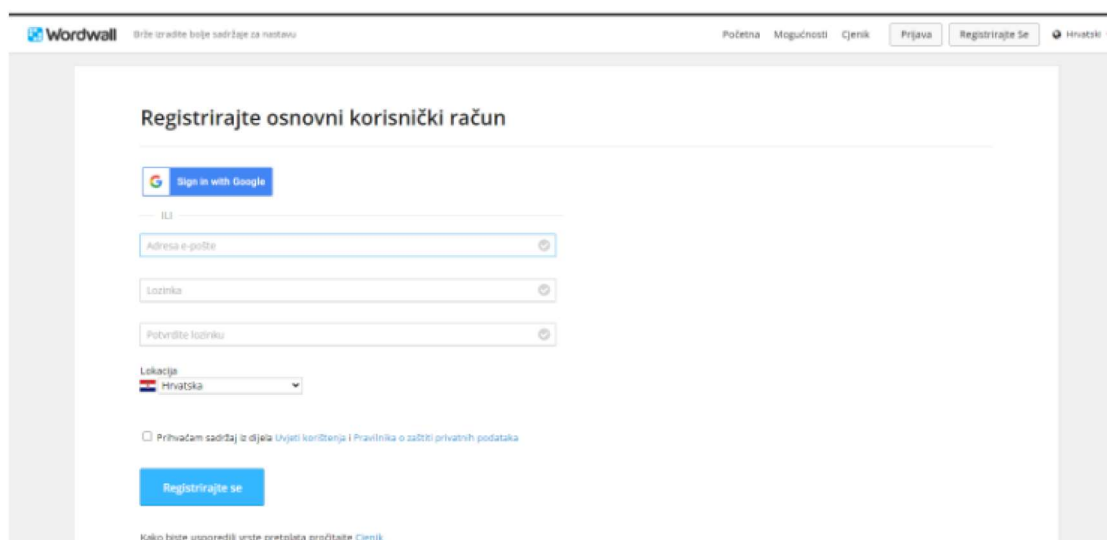 Wordwall Brže izradite bolje sadržaje za nastavu Početna Mogućnosti Cjenik Prijava Registrirajte Se Hrvatski
Registrirajte osnovni korisnički račun
Sign in with Google
ILI
Adresa e-pošte
Lozinka
Potvrdite lozinku
Lokacija
Hrvatska
Prihvaćam sadržaj iz dijela Uvjeti korištenja i Pravilnika o zaštiti privatnih podataka
Registrirajte se
Kako biste usporedili vrste pretplata pročitajte Cjenik